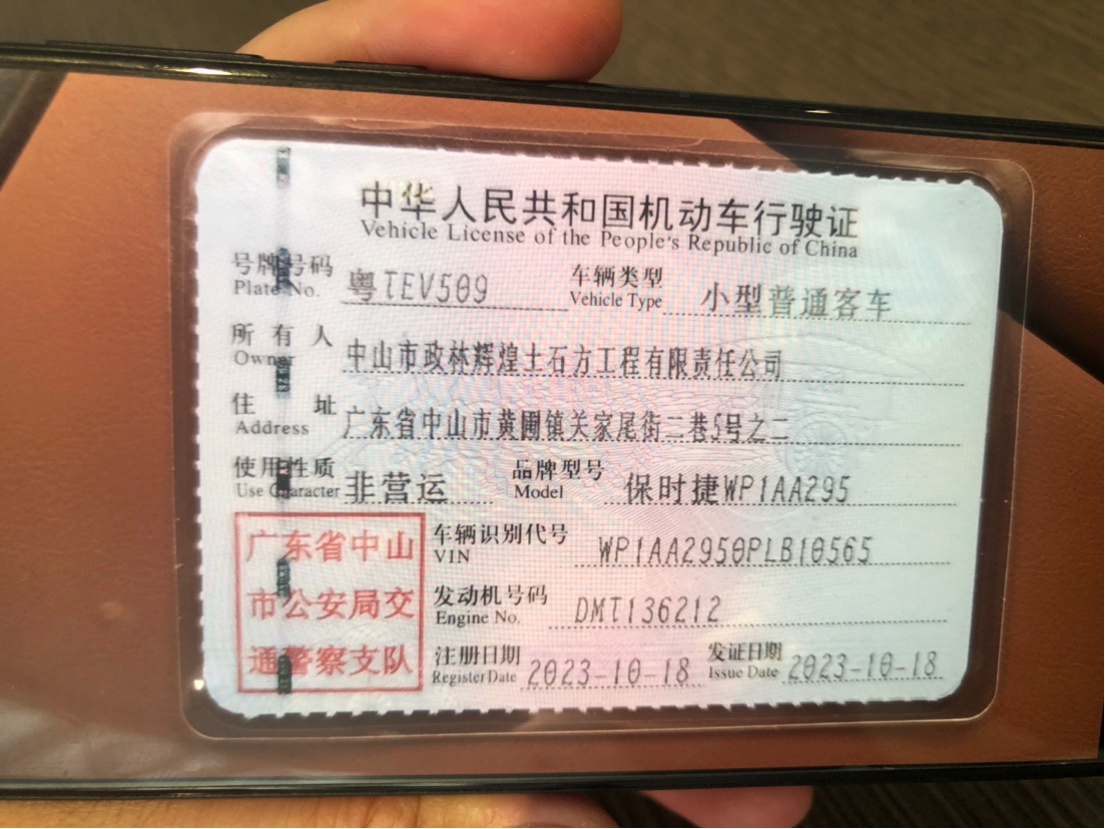 中华人民共和国机动车行驶证
Vehicle License of the People's Republic of China
号牌号码 粤TEV509 车辆类型 小型普通客车
Plate No. Vehicle Type
所有人 中山市政林辉煌土石方工程有限责任公司
Owner
住址 广东省中山市黄圃镇关家尾街二巷5号之二
Address
使用性质 非营运 品牌型号 保时捷WP1AA295
Use Character Model
广东省中山
市公安局交
通警察支队
车辆识别代号 WP1AA2950PLB10565
VIN
发动机号码 DMT136212
Engine No.
注册日期 2023-10-18 发证日期 2023-10-18
Register Date Issue Date